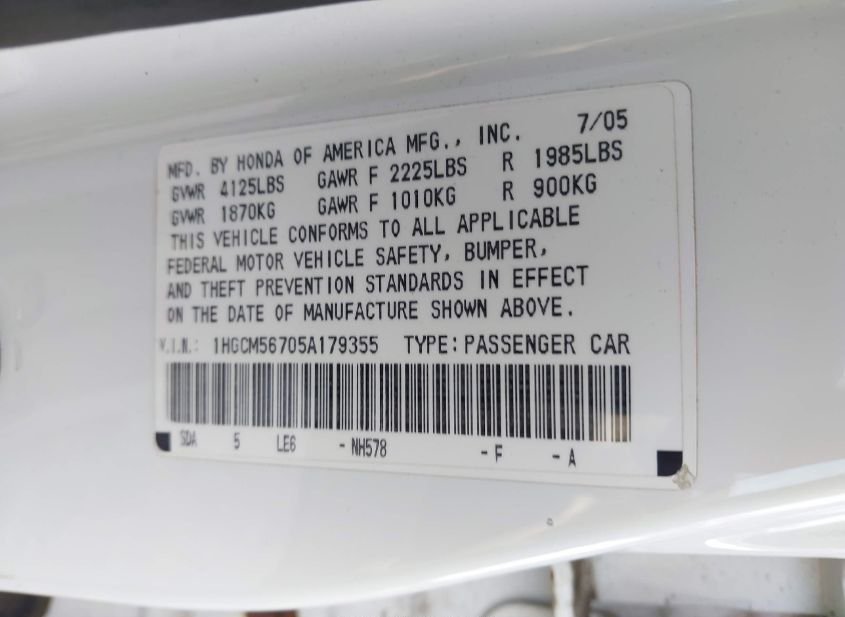 MFD. BY HONDA OF AMERICA MFG., INC. 7/05
GVWR 4125LBS GAWR F 2225LBS R 1985LBS
GVWR 1870KG GAWR F 1010KG R 900KG
THIS VEHICLE CONFORMS TO ALL APPLICABLE
FEDERAL MOTOR VEHICLE SAFETY, BUMPER,
AND THEFT PREVENTION STANDARDS IN EFFECT
ON THE DATE OF MANUFACTURE SHOWN ABOVE.
V.I.N.: 1HGCM56705A179355 TYPE:PASSENGER CAR
SDA 5 LE6 -NH578 -F -A